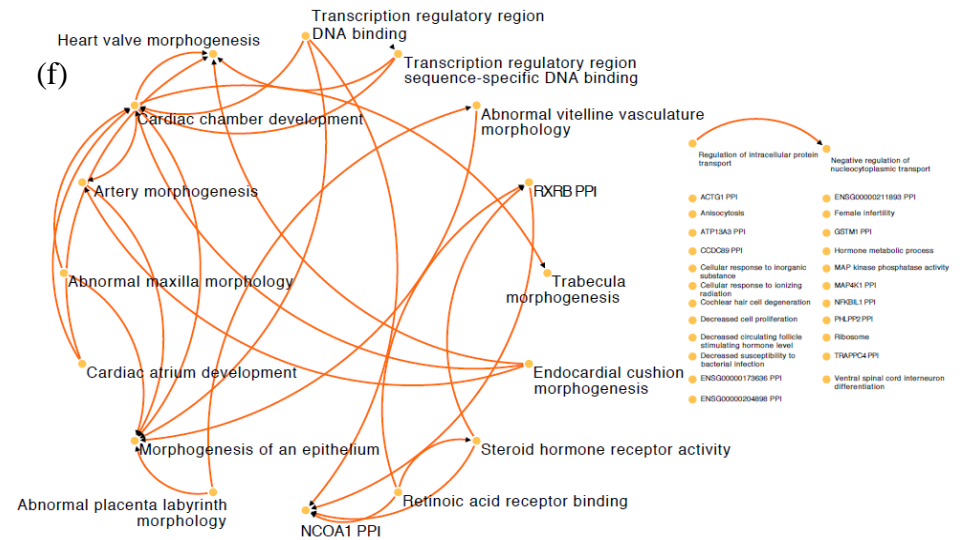 Transcription regulatory region
DNA binding
Heart valve morphogenesis
(f)
Transcription regulatory region
sequence-specific DNA binding
Cardiac chamber development
Abnormal vitelline vasculature
morphology
Artery morphogenesis
RXRB PPI
Abnormal maxilla morphology
Trabecula
morphogenesis
Cardiac atrium development
Endocardial cushion
morphogenesis
Morphogenesis of an epithelium
Steroid hormone receptor activity
Abnormal placenta labyrinth
morphology
Retinoic acid receptor binding
NCOA1 PPI
Regulation of intracellular protein
transport
Negative regulation of
nucleocytoplasmic transport
ACTG1 PPI
Anisocytosis
ATP13A3 PPI
CCDC89 PPI
Cellular response to inorganic
substance
Cellular response to ionizing
radiation
Cochlear hair cell degeneration
Decreased cell proliferation
Decreased circulating follicle
stimulating hormone level
Decreased susceptibility to
bacterial infection
ENSG00000173636 PPI
ENSG00000204898 PPI
ENSG00000211893 PPI
Female infertility
GSTM1 PPI
Hormone metabolic process
MAP kinase phosphatase activity
MAP4K1 PPI
NFKBIL1 PPI
PHLPP2 PPI
Ribosome
TRAPPC4 PPI
Ventral spinal cord interneuron
differentiation